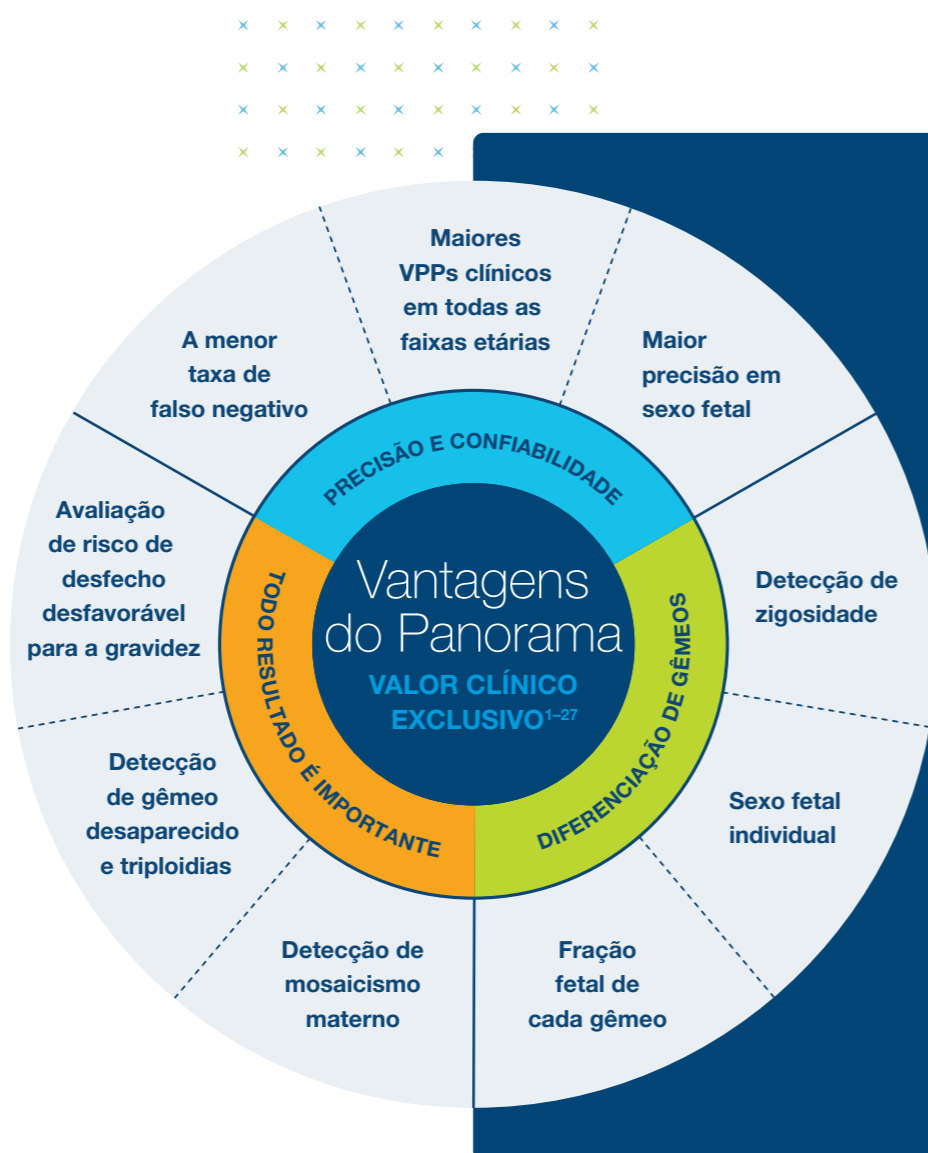 Maiores
VPPs clínicos
em todas as
faixas etárias
A menor
taxa de
falso negativo
Maior
precisão em
sexo fetal
PRECISÃO E CONFIABILIDADE
Avaliação
de risco de
desfecho
desfavorável
para a gravidez
Vantagens
do Panorama
VALOR CLÍNICO
EXCLUSIVO¹⁻²⁷
TODO RESULTADO É IMPORTANTE
DIFERENCIAÇÃO DE GÊMEOS
Detecção de
zigosidade
Detecção
de gêmeo
desaparecido
e triploidias
Sexo fetal
individual
Detecção de
mosaicismo
materno
Fração
fetal de
cada gêmeo